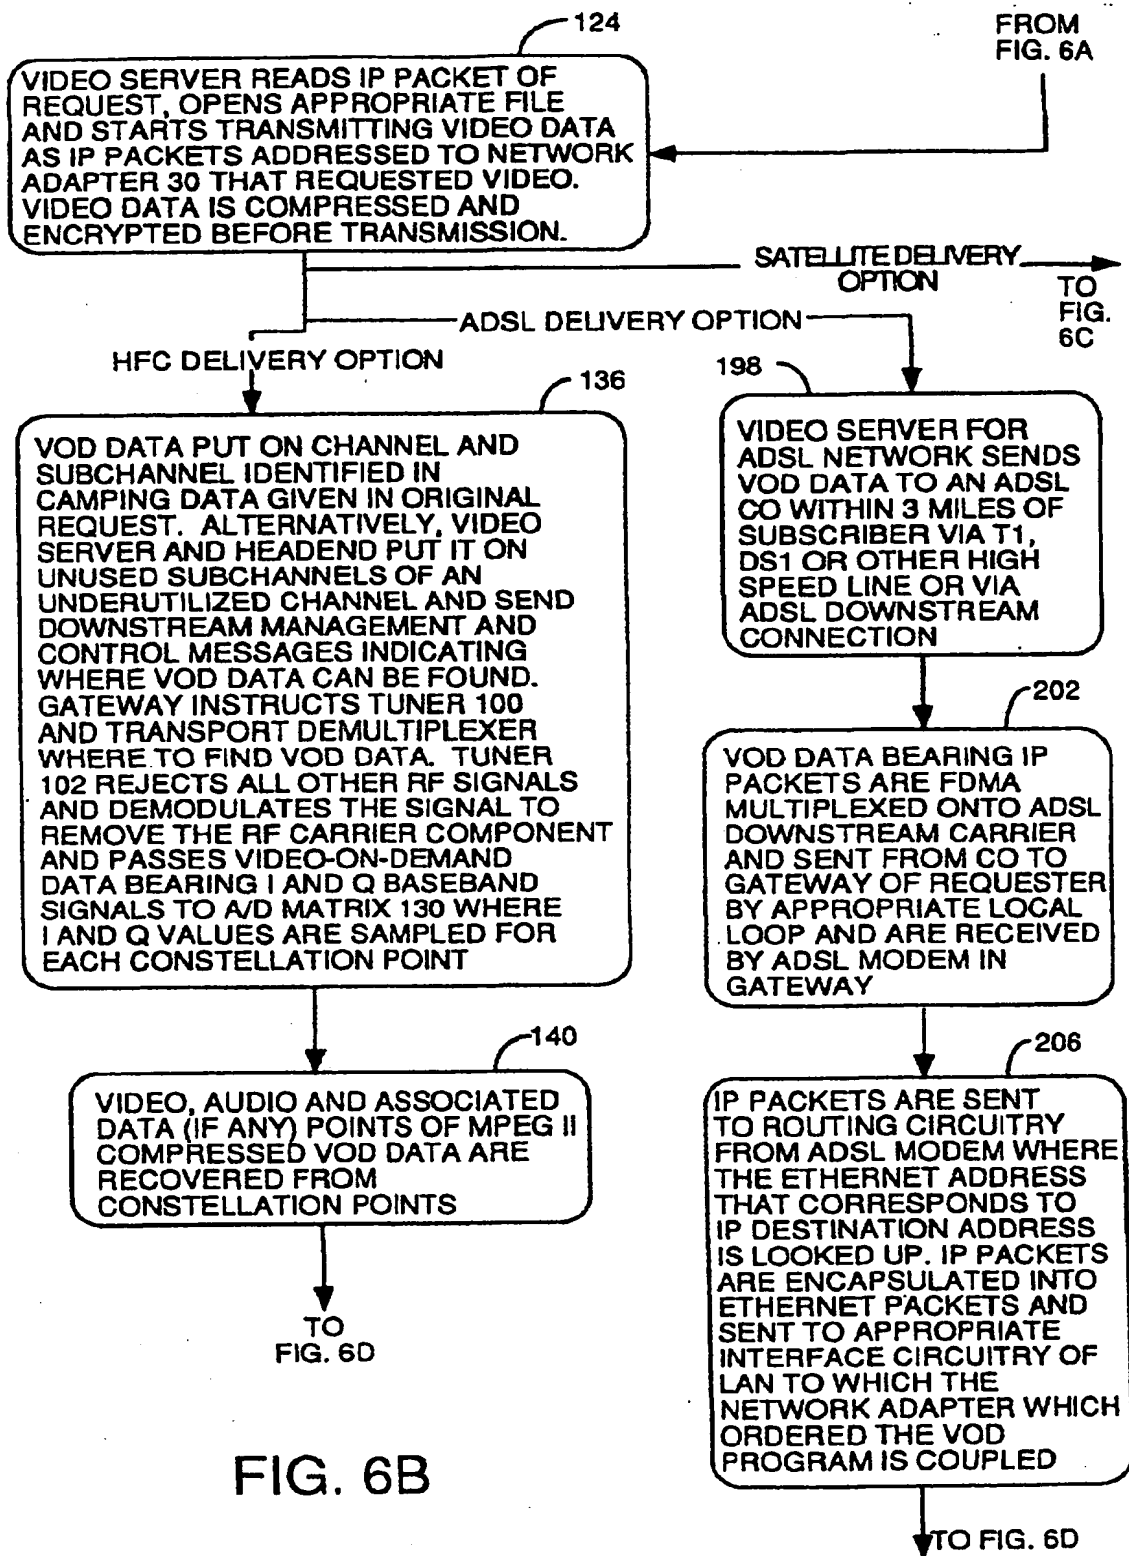 FROM
FIG. 6A
124
VIDEO SERVER READS IP PACKET OF
REQUEST, OPENS APPROPRIATE FILE
AND STARTS TRANSMITTING VIDEO DATA
AS IP PACKETS ADDRESSED TO NETWORK
ADAPTER 30 THAT REQUESTED VIDEO.
VIDEO DATA IS COMPRESSED AND
ENCRYPTED BEFORE TRANSMISSION.
SATELLITE DELIVERY
OPTION
TO
FIG.
6C
ADSL DELIVERY OPTION
HFC DELIVERY OPTION
136
VOD DATA PUT ON CHANNEL AND
SUBCHANNEL IDENTIFIED IN
CAMPING DATA GIVEN IN ORIGINAL
REQUEST. ALTERNATIVELY, VIDEO
SERVER AND HEADEND PUT IT ON
UNUSED SUBCHANNELS OF AN
UNDERUTILIZED CHANNEL AND SEND
DOWNSTREAM MANAGEMENT AND
CONTROL MESSAGES INDICATING
WHERE VOD DATA CAN BE FOUND.
GATEWAY INSTRUCTS TUNER 100
AND TRANSPORT DEMULTIPLEXER
WHERE TO FIND VOD DATA. TUNER
102 REJECTS ALL OTHER RF SIGNALS
AND DEMODULATES THE SIGNAL TO
REMOVE THE RF CARRIER COMPONENT
AND PASSES VIDEO-ON-DEMAND
DATA BEARING I AND Q BASEBAND
SIGNALS TO A/D MATRIX 130 WHERE
I AND Q VALUES ARE SAMPLED FOR
EACH CONSTELLATION POINT
140
VIDEO, AUDIO AND ASSOCIATED
DATA (IF ANY) POINTS OF MPEG II
COMPRESSED VOD DATA ARE
RECOVERED FROM
CONSTELLATION POINTS
TO
FIG. 6D
198
VIDEO SERVER FOR
ADSL NETWORK SENDS
VOD DATA TO AN ADSL
CO WITHIN 3 MILES OF
SUBSCRIBER VIA T1,
DS1 OR OTHER HIGH
SPEED LINE OR VIA
ADSL DOWNSTREAM
CONNECTION
202
VOD DATA BEARING IP
PACKETS ARE FDMA
MULTIPLEXED ONTO ADSL
DOWNSTREAM CARRIER
AND SENT FROM CO TO
GATEWAY OF REQUESTER
BY APPROPRIATE LOCAL
LOOP AND ARE RECEIVED
BY ADSL MODEM IN
GATEWAY
206
IP PACKETS ARE SENT
TO ROUTING CIRCUITRY
FROM ADSL MODEM WHERE
THE ETHERNET ADDRESS
THAT CORRESPONDS TO
IP DESTINATION ADDRESS
IS LOOKED UP. IP PACKETS
ARE ENCAPSULATED INTO
ETHERNET PACKETS AND
SENT TO APPROPRIATE
INTERFACE CIRCUITRY OF
LAN TO WHICH THE
NETWORK ADAPTER WHICH
ORDERED THE VOD
PROGRAM IS COUPLED
TO FIG. 6D
FIG. 6B